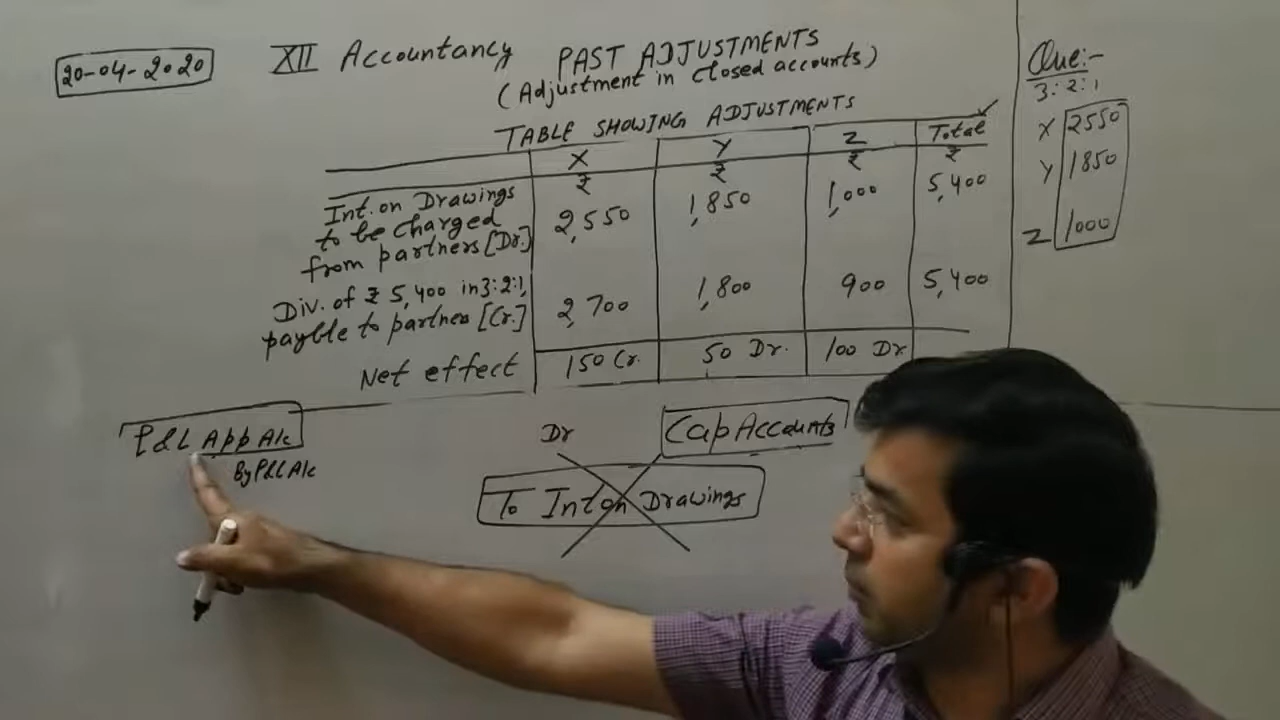 20-04-2020
XII Accountancy
PAST ADJUSTMENTS
(Adjustment in closed accounts)
TABLE SHOWING ADJUSTMENTS
X Y Z Total
₹ ₹ ₹ ₹
Int. on Drawings
to be charged
from partners [Dr.]
2,550 1,850 1,000 5,400
Div. of ₹ 5,400 in 3:2:1,
payble to partners [Cr.]
2,700 1,800 900 5,400
Net effect 150 Cr. 50 Dr. 100 Dr
Que:-
3:2:1
X 2550
Y 1850
Z 1000
P&L App A/c
By P&L A/c
Dr
Cap Accounts
To Int on Drawings